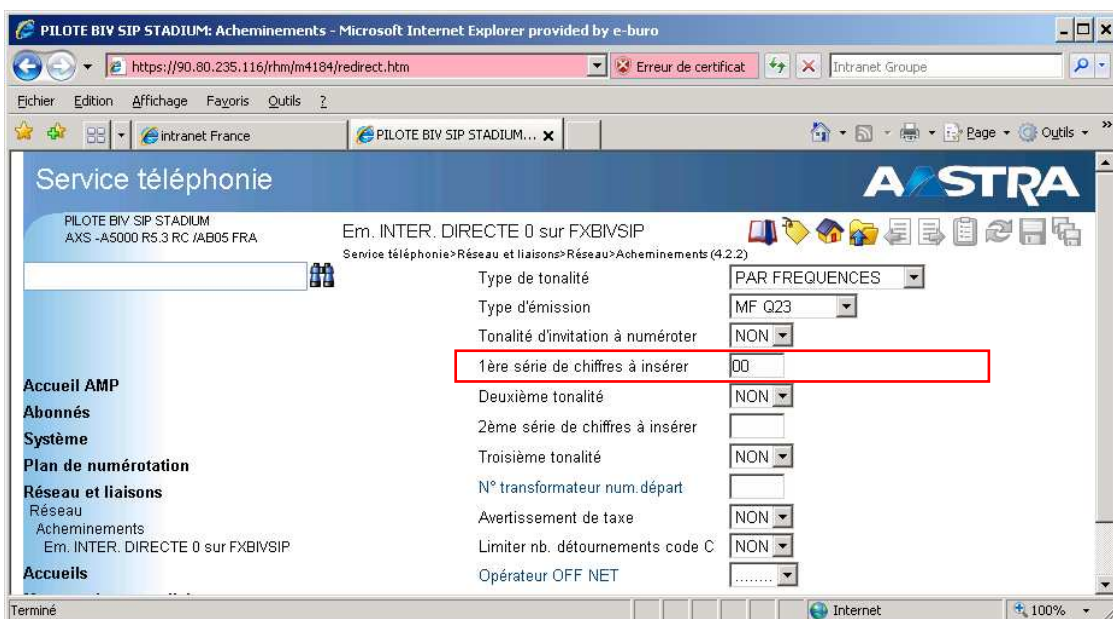 PILOTE BIV SIP STADIUM: Acheminements - Microsoft Internet Explorer provided by e-buro
https://90.80.235.116/rhm/m4184/redirect.htm Erreur de certificat Intranet Groupe
Fichier Edition Affichage Favoris Outils ?
intranet France PILOTE BIV SIP STADIUM... Page Outils »
Service téléphonie AASTRA
PILOTE BIV SIP STADIUM
AXS -A5000 R5.3 RC /AB05 FRA
Em. INTER. DIRECTE 0 sur FXBIVSIP
Service téléphonie>Réseau et liaisons>Réseau>Acheminements (4.2.2)
Type de tonalité PAR FREQUENCES
Type d'émission MF Q23
Tonalité d'invitation à numéroter NON
1ère série de chiffres à insérer 00
Deuxième tonalité NON
2ème série de chiffres à insérer
Troisième tonalité NON
N° transformateur num.départ
Avertissement de taxe NON
Limiter nb. détournements code C NON
Opérateur OFF NET ........
Accueil AMP
Abonnés
Système
Plan de numérotation
Réseau et liaisons
Réseau
Acheminements
Em. INTER. DIRECTE 0 sur FXBIVSIP
Accueils
Terminé Internet 100%